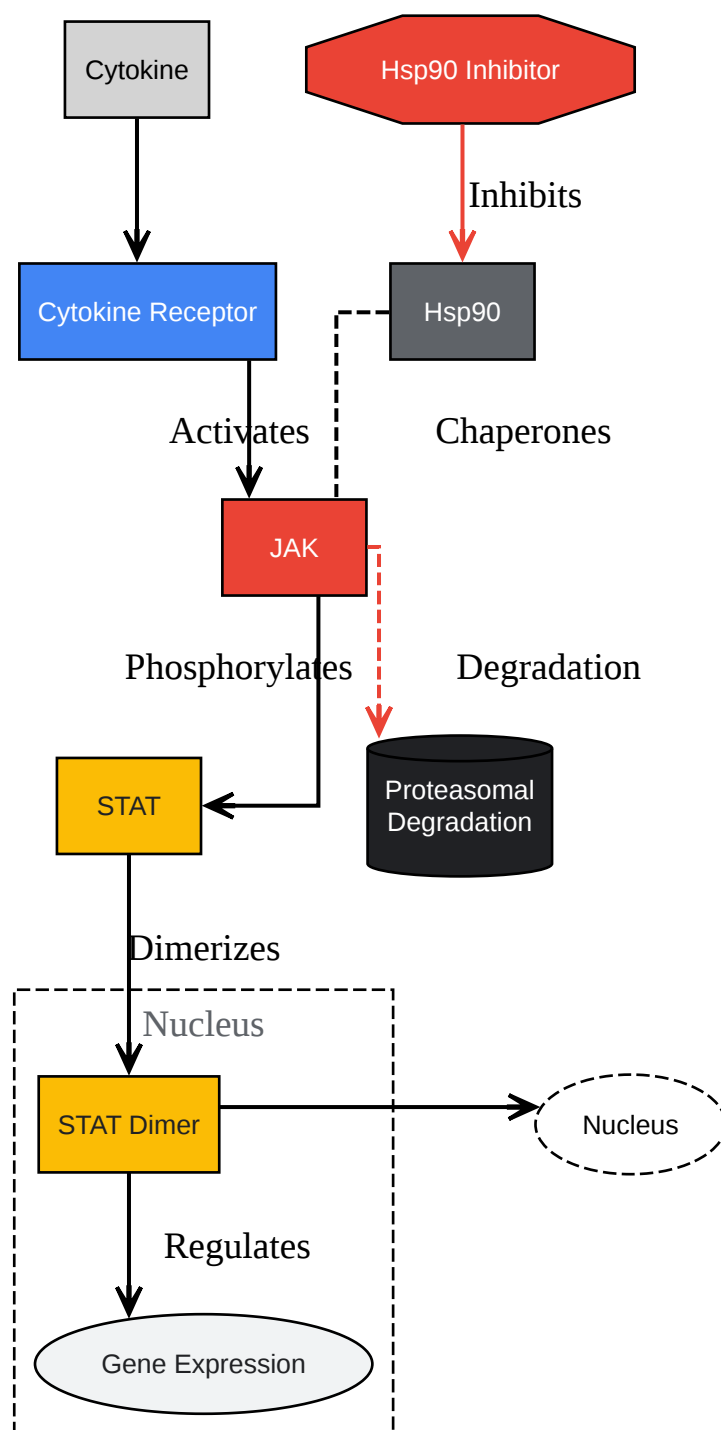 Cytokine
Hsp90 Inhibitor
Inhibits
Cytokine Receptor
Hsp90
Activates
Chaperones
JAK
Phosphorylates
Degradation
STAT
Proteasomal
Degradation
Dimerizes
Nucleus
STAT Dimer
Nucleus
Regulates
Gene Expression